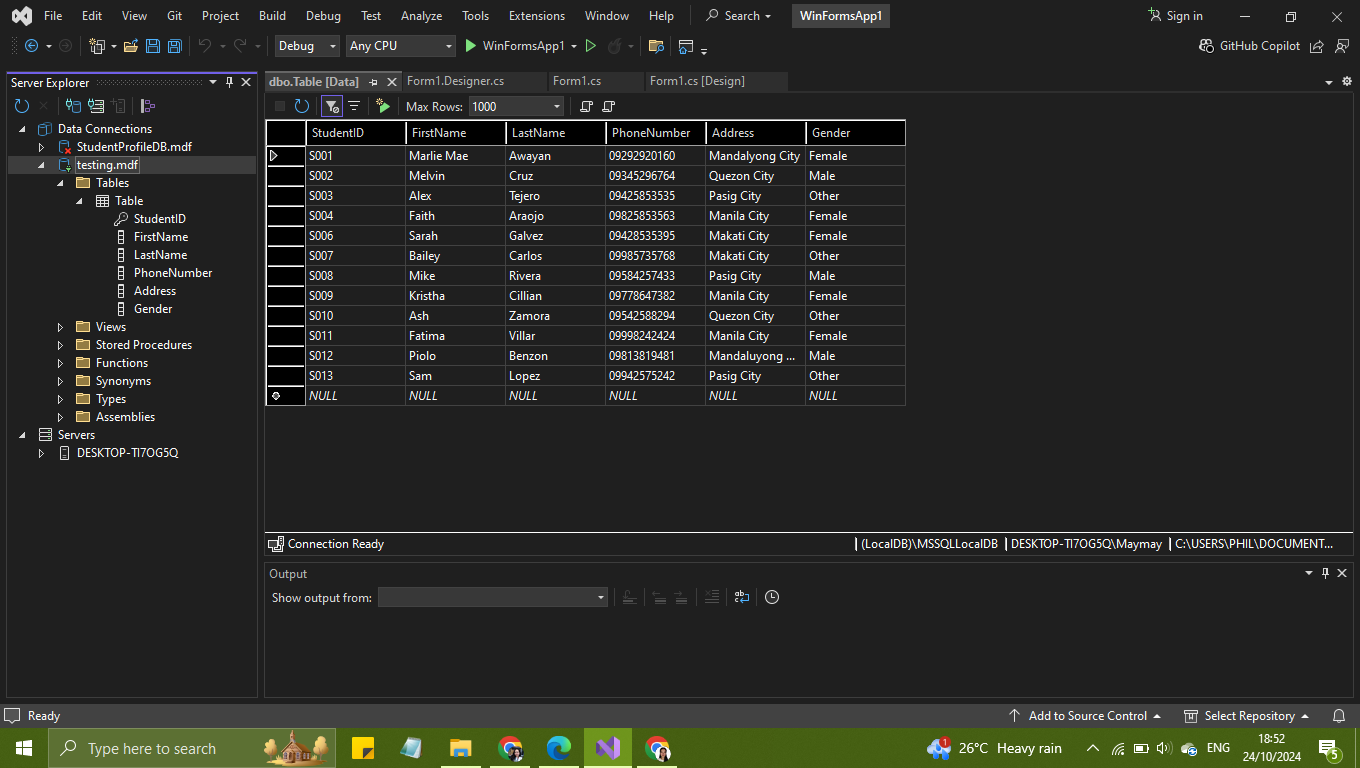 File Edit View Git Project Build Debug Test Analyze Tools Extensions Window Help Search WinFormsApp1 Sign in
Debug Any CPU WinFormsApp1 GitHub Copilot
Server Explorer
Data Connections
StudentProfileDB.mdf
testing.mdf
Tables
Table
StudentID
FirstName
LastName
PhoneNumber
Address
Gender
Views
Stored Procedures
Functions
Synonyms
Types
Assemblies
Servers
DESKTOP-TI7OG5Q
dbo.Table [Data] Form1.Designer.cs Form1.cs Form1.cs [Design]
Max Rows: 1000
StudentID FirstName LastName PhoneNumber Address Gender
S001 Marlie Mae Awayan 09292920160 Mandalyong City Female
S002 Melvin Cruz 09345296764 Quezon City Male
S003 Alex Tejero 09425853535 Pasig City Other
S004 Faith Araojo 09825853563 Manila City Female
S006 Sarah Galvez 09428535395 Makati City Female
S007 Bailey Carlos 09985735768 Makati City Other
S008 Mike Rivera 09584257433 Pasig City Male
S009 Kristha Cillian 09778647382 Manila City Female
S010 Ash Zamora 09542588294 Quezon City Other
S011 Fatima Villar 09998242424 Manila City Female
S012 Piolo Benzon 09813819481 Mandaluyong ... Male
S013 Sam Lopez 09942575242 Pasig City Other
NULL NULL NULL NULL NULL NULL
Connection Ready (LocalDB)\MSSQLLocalDB DESKTOP-TI7OG5Q\Maymay C:\USERS\PHIL\DOCUMENT...
Output
Show output from:
Ready Add to Source Control Select Repository
Type here to search 1 26°C Heavy rain ENG 18:52
24/10/2024 5